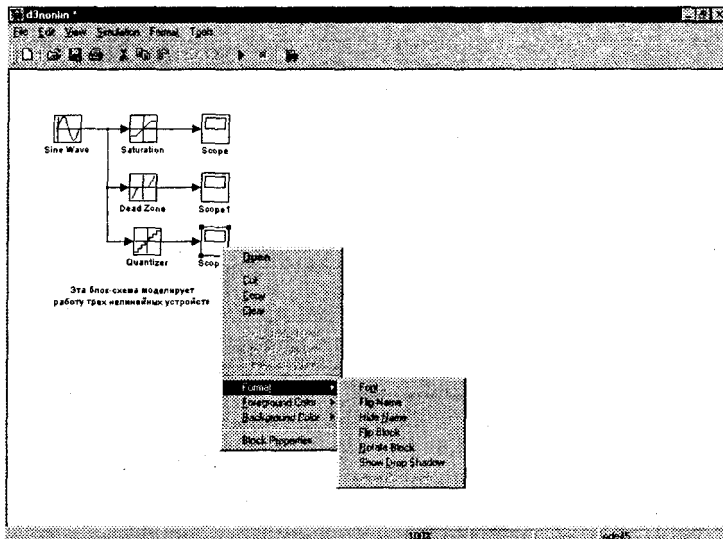 d3nonlin *
File Edit View Simulation Format Tools
Sine Wave
Saturation
Scope
Dead Zone
Scope1
Quantizer
Scop
Эта блок-схема моделирует
работу трех нелинейных устройств
Open
Cut
Copy
Clear
Format
Foreground Color
Background Color
Block Properties
Font
Flip Name
Hide Name
Flip Block
Rotate Block
Show Drop Shadow
100%
ode45